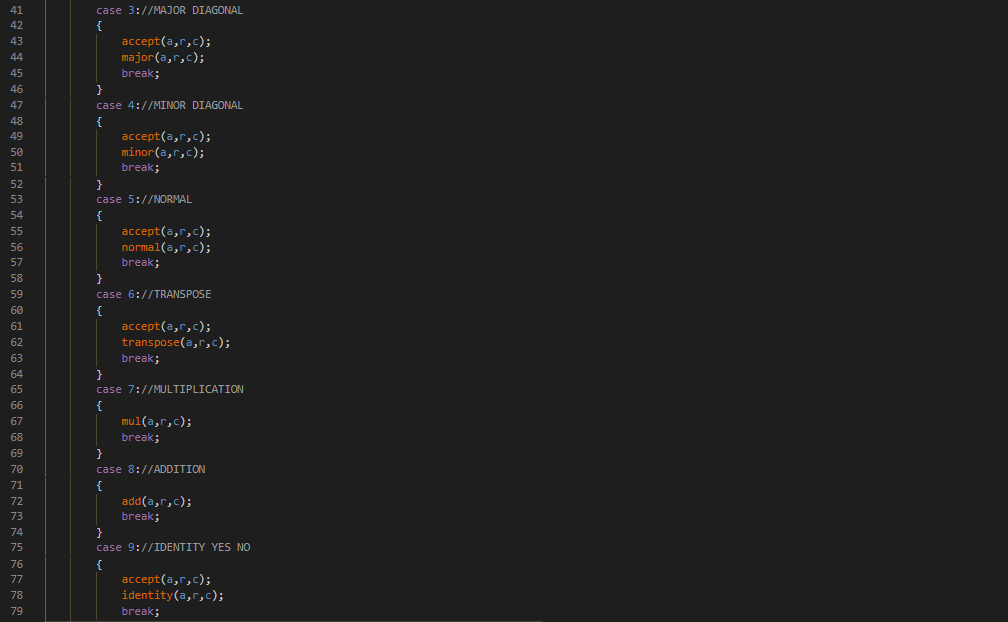 41 case 3://MAJOR DIAGONAL
42 {
43 accept(a,r,c);
44 major(a,r,c);
45 break;
46 }
47 case 4://MINOR DIAGONAL
48 {
49 accept(a,r,c);
50 minor(a,r,c);
51 break;
52 }
53 case 5://NORMAL
54 {
55 accept(a,r,c);
56 normal(a,r,c);
57 break;
58 }
59 case 6://TRANSPOSE
60 {
61 accept(a,r,c);
62 transpose(a,r,c);
63 break;
64 }
65 case 7://MULTIPLICATION
66 {
67 mul(a,r,c);
68 break;
69 }
70 case 8://ADDITION
71 {
72 add(a,r,c);
73 break;
74 }
75 case 9://IDENTITY YES NO
76 {
77 accept(a,r,c);
78 identity(a,r,c);
79 break;